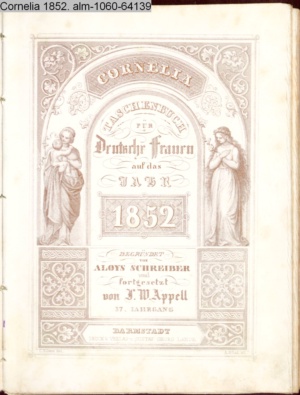 Cornelia 1852. alm-1060-64139
CORNELIA
TASCHENBUCH
FÜR
Deutsche Frauen
auf das
JAHR
1852
BEGRÜNDET
von
ALOYS SCHREIBER
und
fortgesetzt
von F. W. Appell
37. JAHRGANG
DARMSTADT